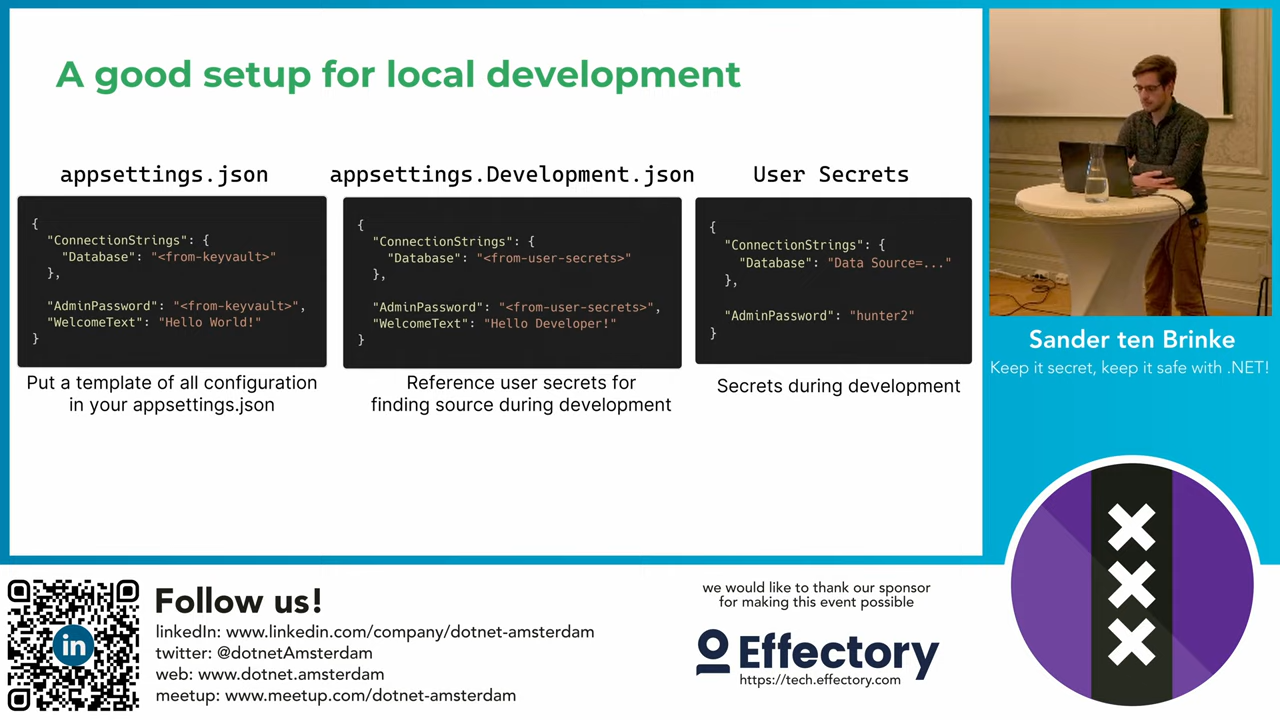 A good setup for local development
appsettings.json
{
"ConnectionStrings": {
"Database": "<from-keyvault>"
},
"AdminPassword": "<from-keyvault>",
"WelcomeText": "Hello World!"
}
Put a template of all configuration
in your appsettings.json
appsettings.Development.json
{
"ConnectionStrings": {
"Database": "<from-user-secrets>"
},
"AdminPassword": "<from-user-secrets>",
"WelcomeText": "Hello Developer!"
}
Reference user secrets for
finding source during development
User Secrets
{
"ConnectionStrings": {
"Database": "Data Source=..."
},
"AdminPassword": "hunter2"
}
Secrets during development
Sander ten Brinke
Keep it secret, keep it safe with .NET!
in
Follow us!
linkedIn: www.linkedin.com/company/dotnet-amsterdam
twitter: @dotnetAmsterdam
web: www.dotnet.amsterdam
meetup: www.meetup.com/dotnet-amsterdam
we would like to thank our sponsor
for making this event possible
Effectory
https://tech.effectory.com